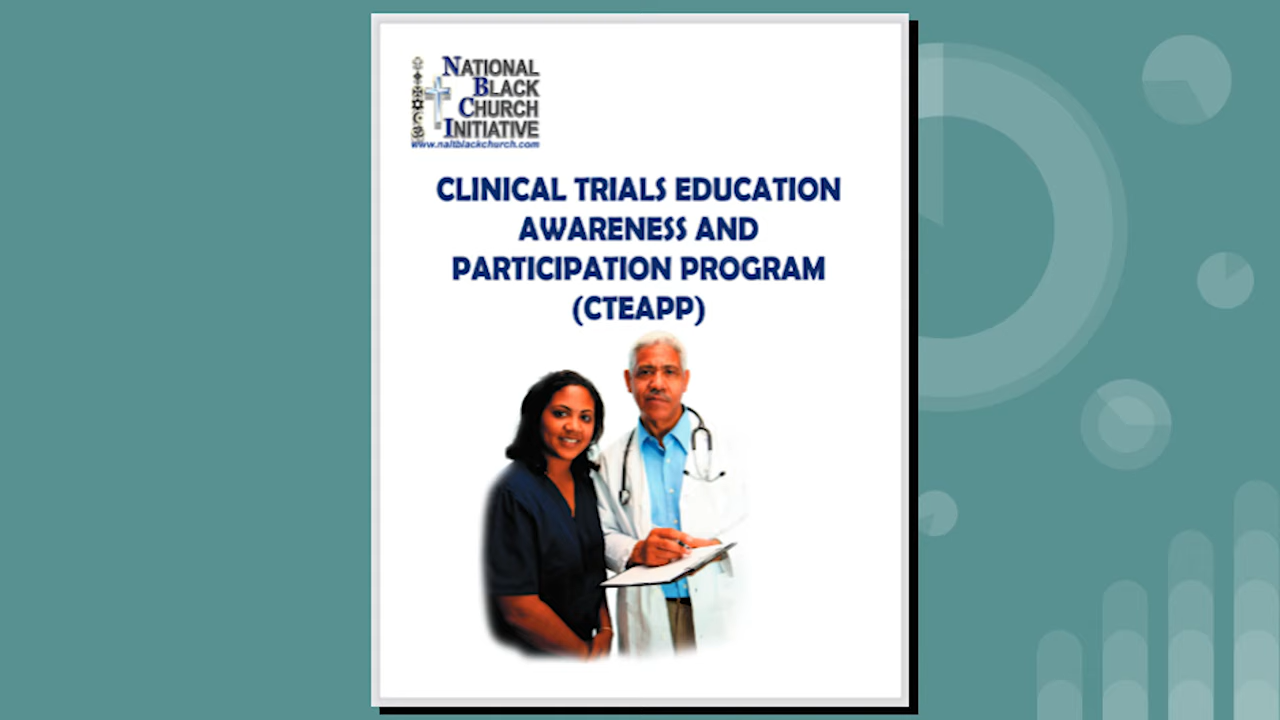 NATIONAL
BLACK
CHURCH
INITIATIVE
www.naltblackchurch.com
CLINICAL TRIALS EDUCATION
AWARENESS AND
PARTICIPATION PROGRAM
(CTEAPP)